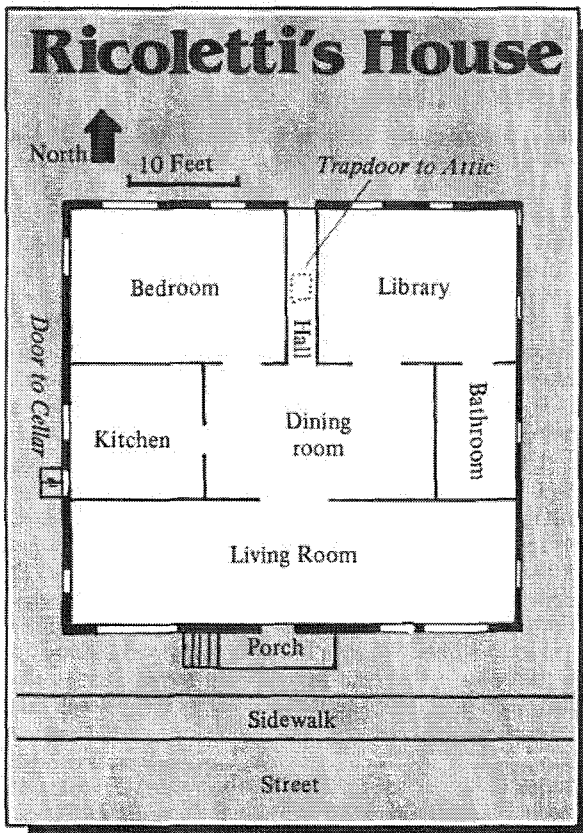 Ricoletti's House
North
10 Feet
Trapdoor to Attic
Bedroom
Hall
Library
Door to Cellar
Kitchen
Dining
room
Bathroom
Living Room
Porch
Sidewalk
Street